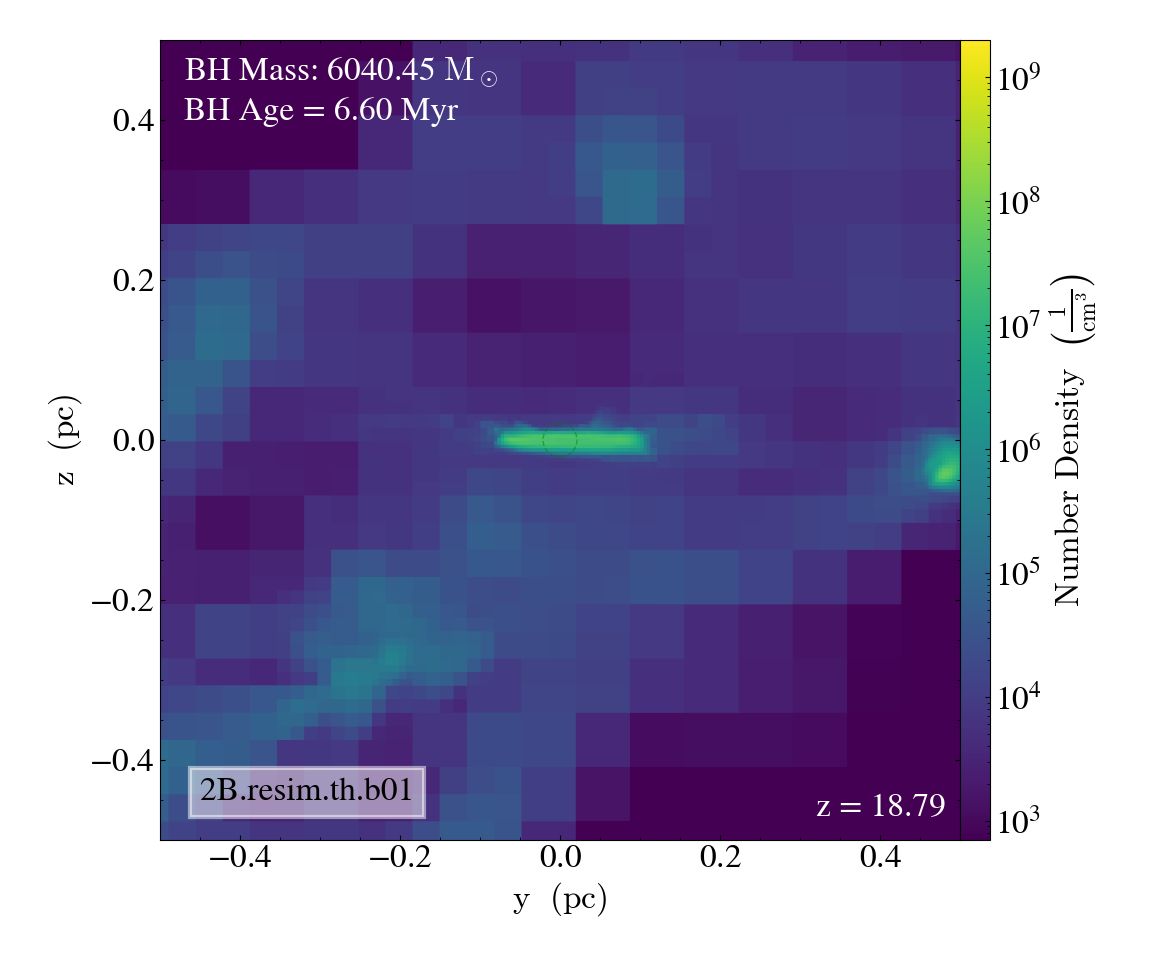 BH Mass: 6040.45 M⊙
BH Age = 6.60 Myr
0.4
0.2
0.0
−0.2
−0.4
z (pc)
2B.resim.th.b01
z = 18.79
−0.4 −0.2 0.0 0.2 0.4
y (pc)
10⁹
10⁸
10⁷
10⁶
10⁵
10⁴
10³
Number Density (1/cm³)